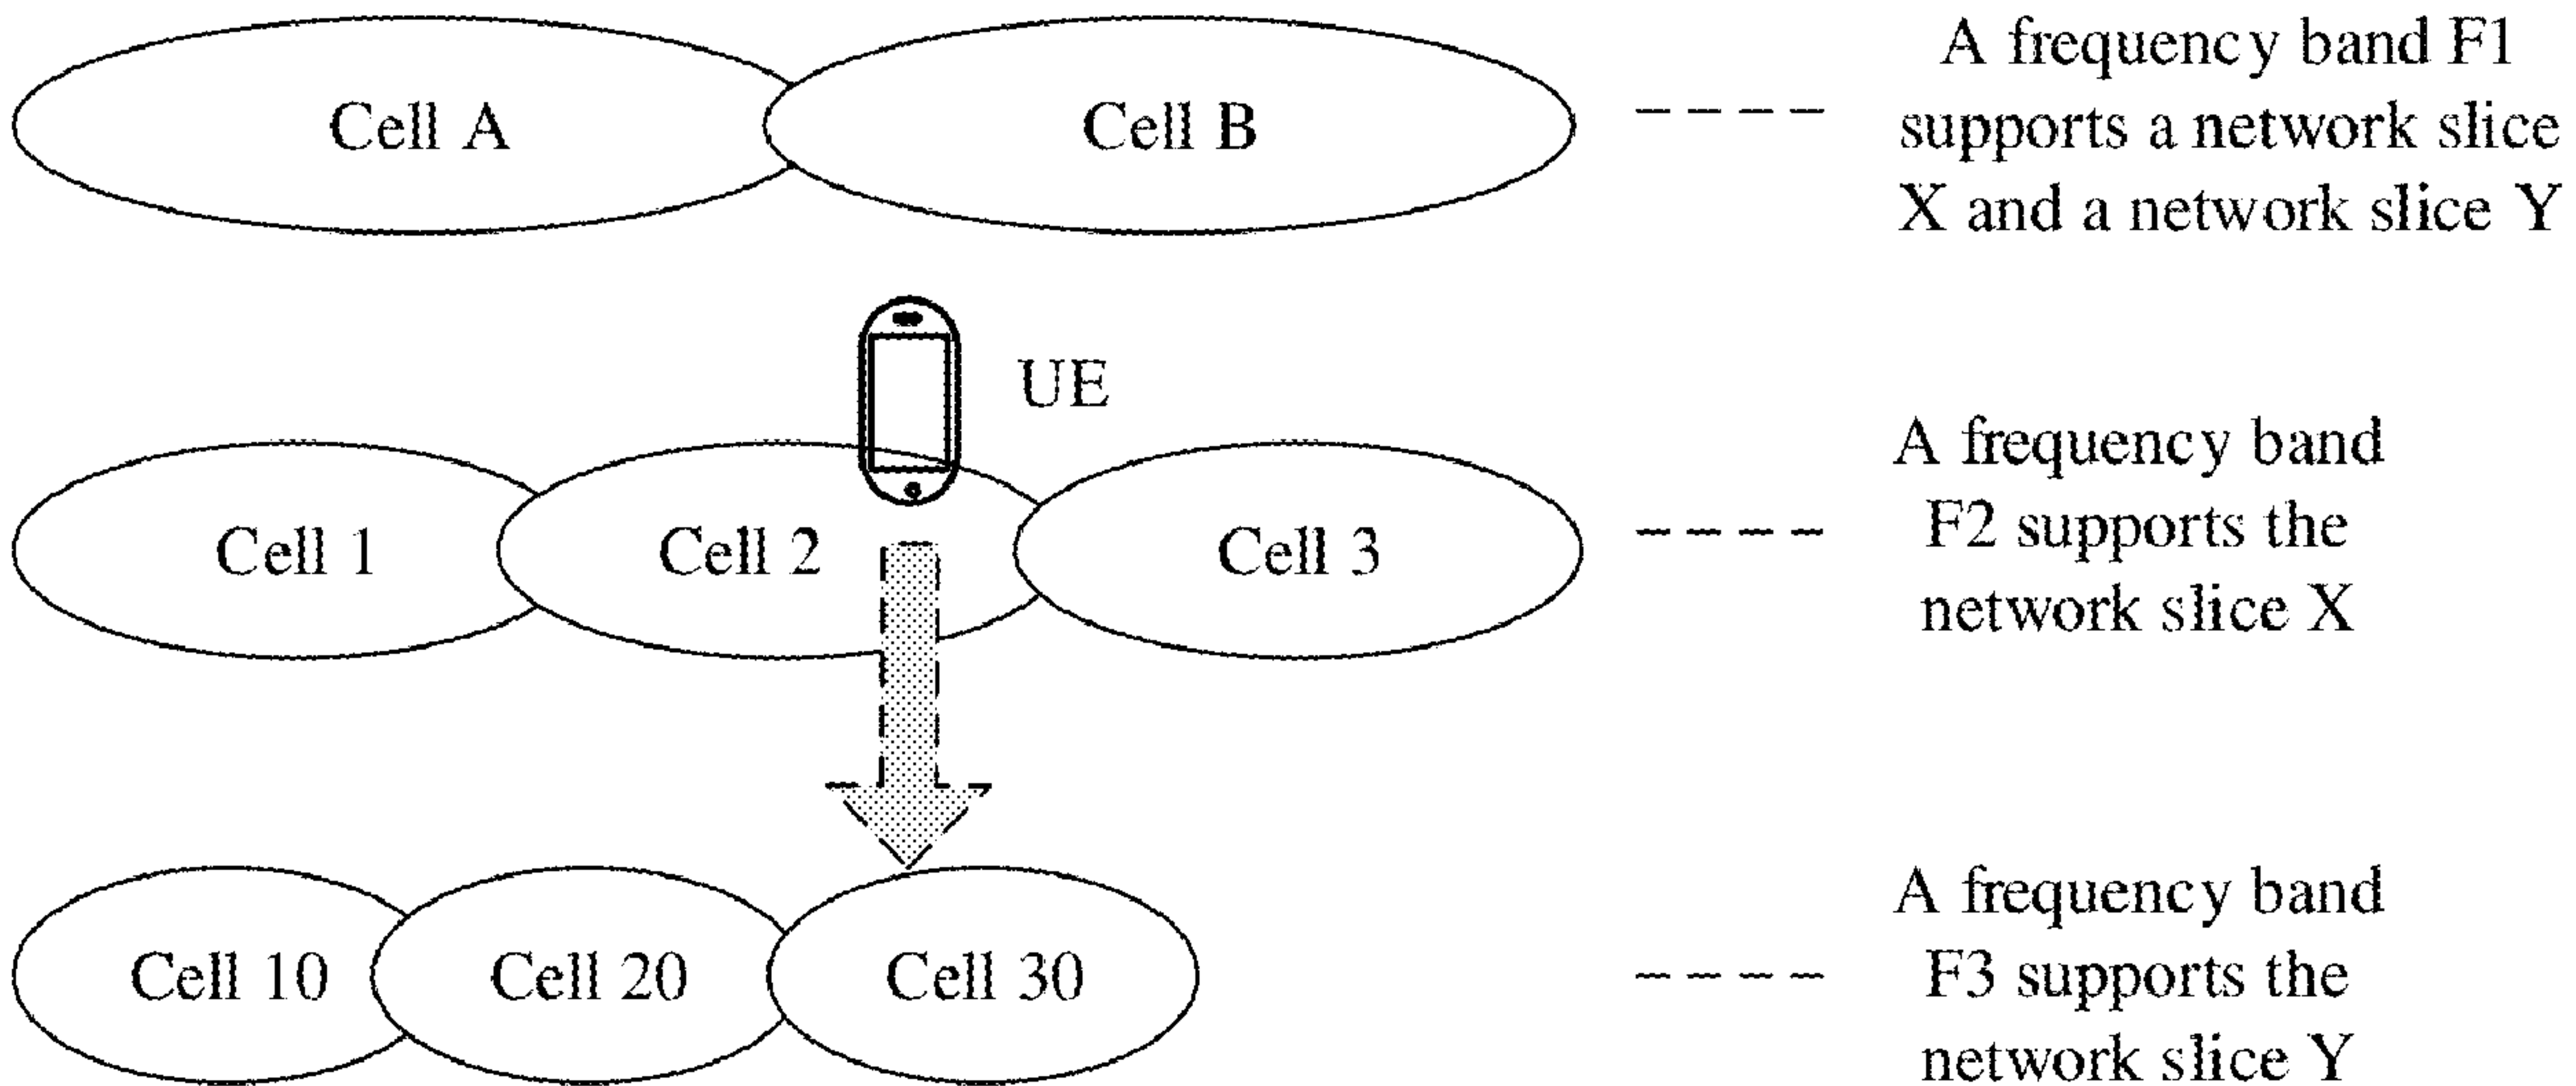 Cell A
Cell B
A frequency band F1
supports a network slice
X and a network slice Y
UE
Cell 1
Cell 2
Cell 3
A frequency band
F2 supports the
network slice X
Cell 10
Cell 20
Cell 30
A frequency band
F3 supports the
network slice Y